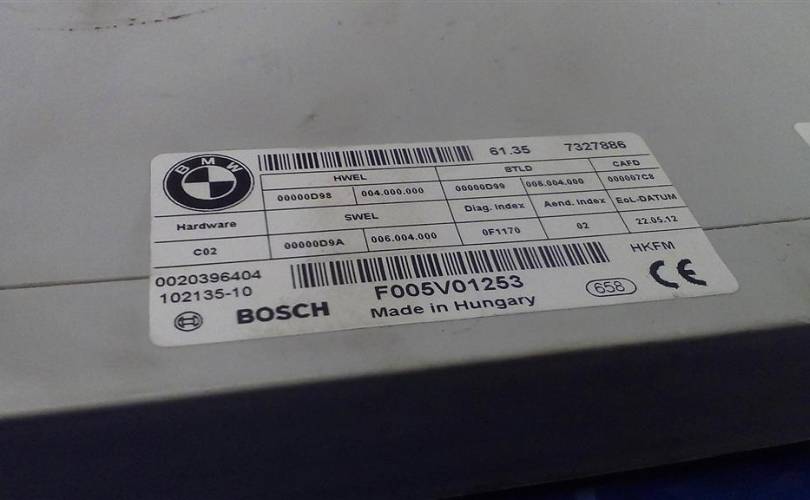 BMW
61.35 7327886
HWEL BTLD CAFD
00000D98 004.000.000 00000D99 006.004.000 000007C8
Hardware SWEL Diag. Index Aend. Index EoL-DATUM
C02 00000D9A 006.004.000 0F1170 02 22.05.12
0020396404 HKFM
102135-10 F005V01253 658 CE
BOSCH Made in Hungary